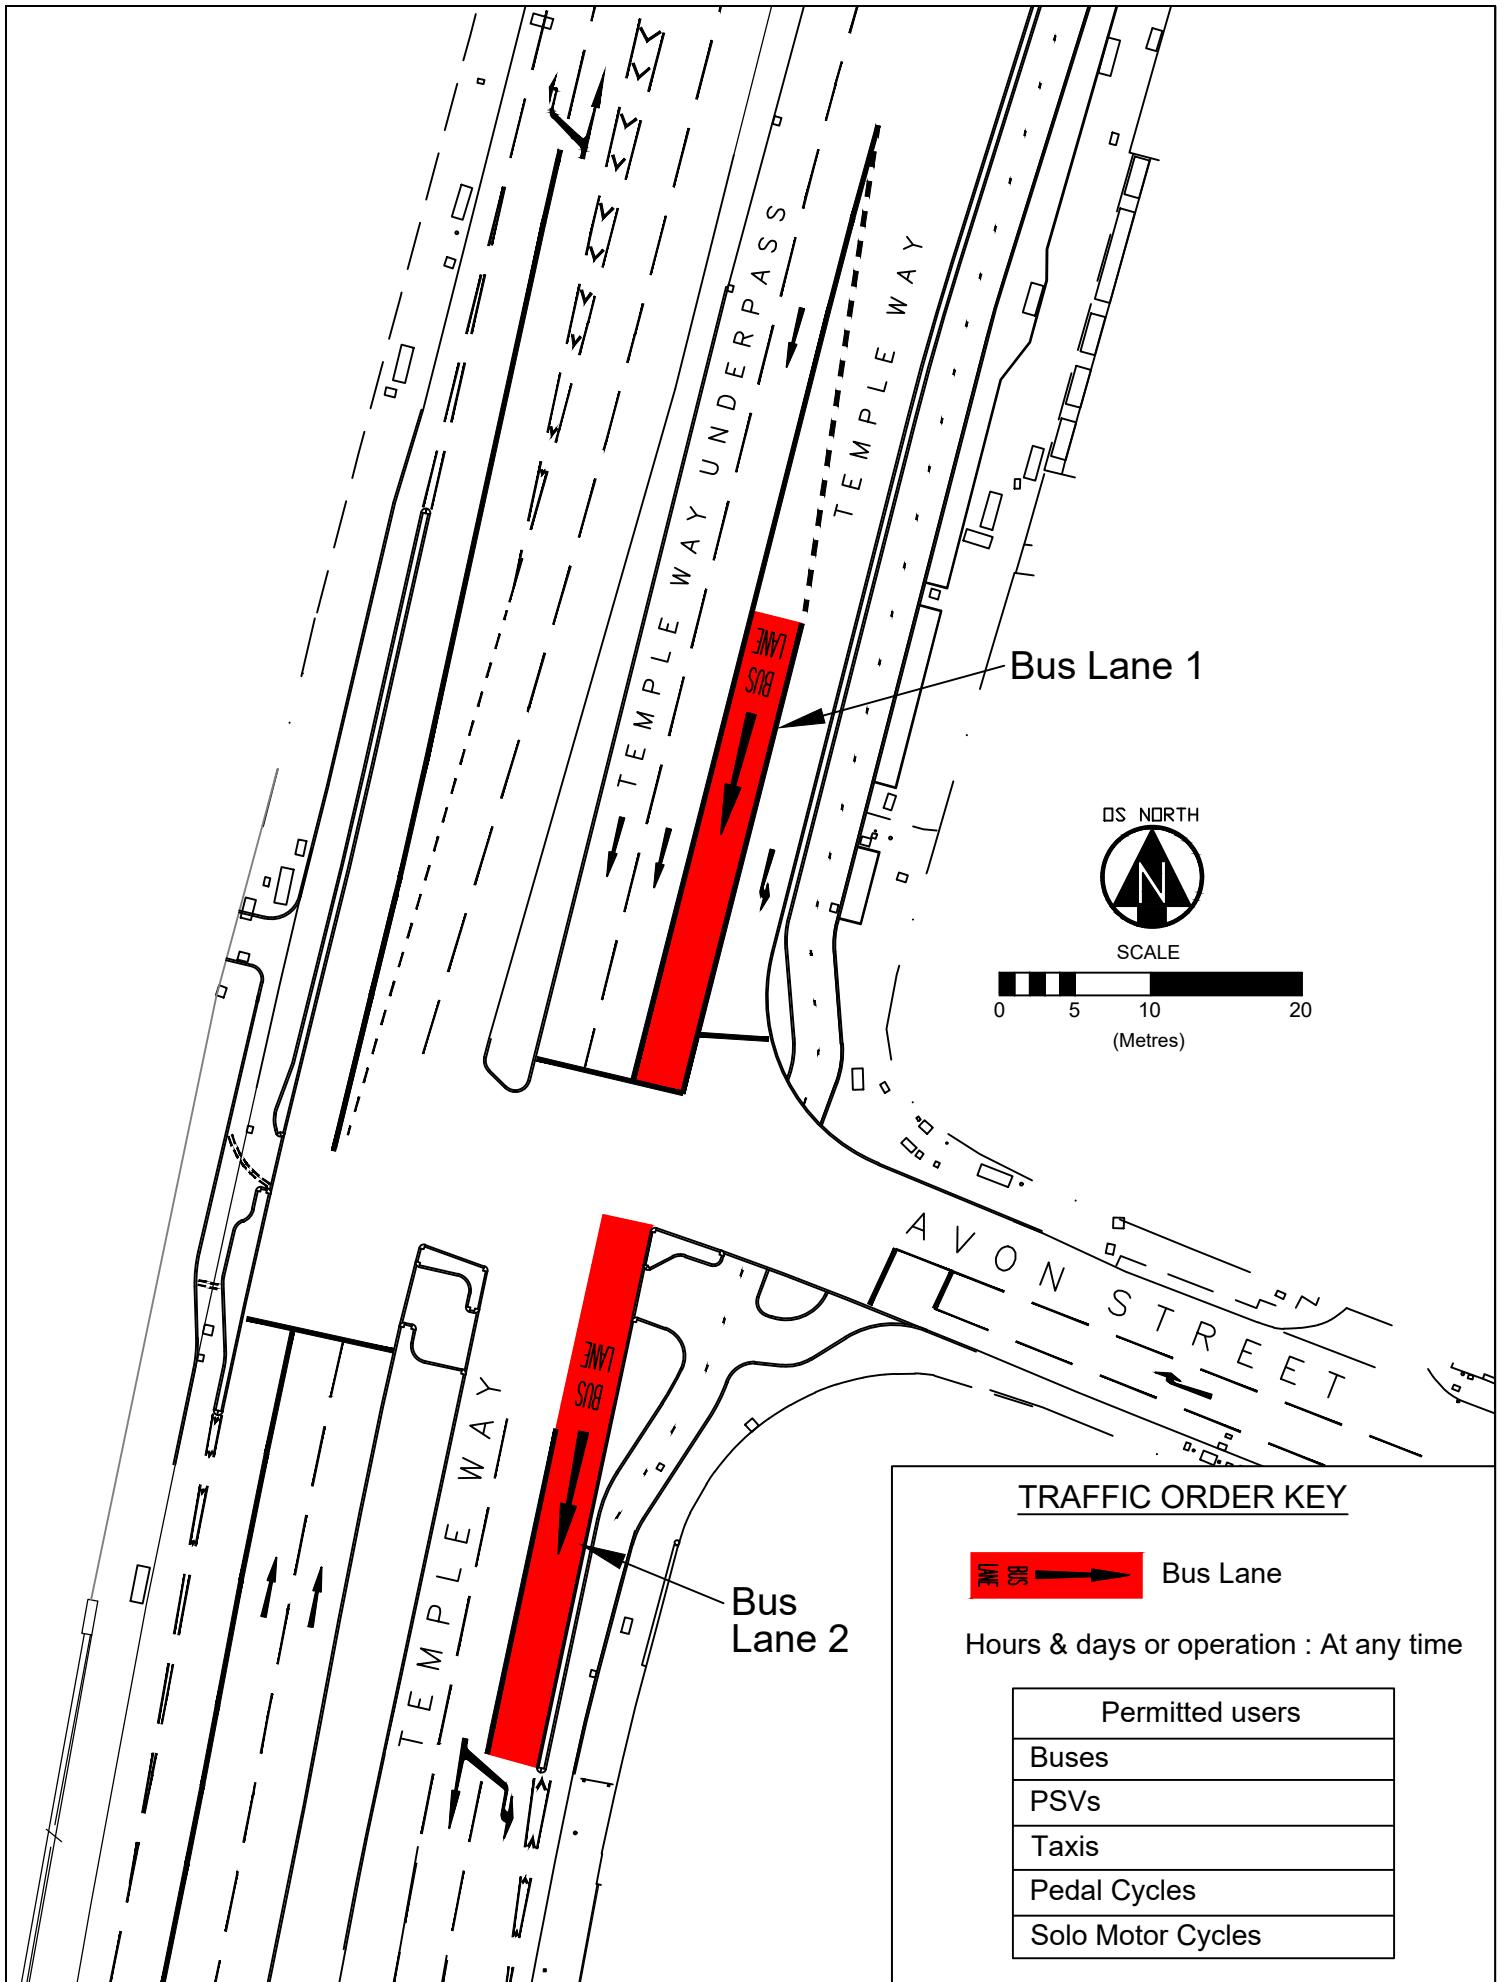 TEMPLE WAY UNDERPASS
TEMPLE WAY
LANE
BUS
Bus Lane 1
OS NORTH
N
SCALE
0 5 10 20
(Metres)
AVON STREET
LANE
BUS
TEMPLE WAY
Bus
Lane 2
TRAFFIC ORDER KEY
BUS
LANE
Bus Lane
Hours & days or operation : At any time
Permitted users
Buses
PSVs
Taxis
Pedal Cycles
Solo Motor Cycles